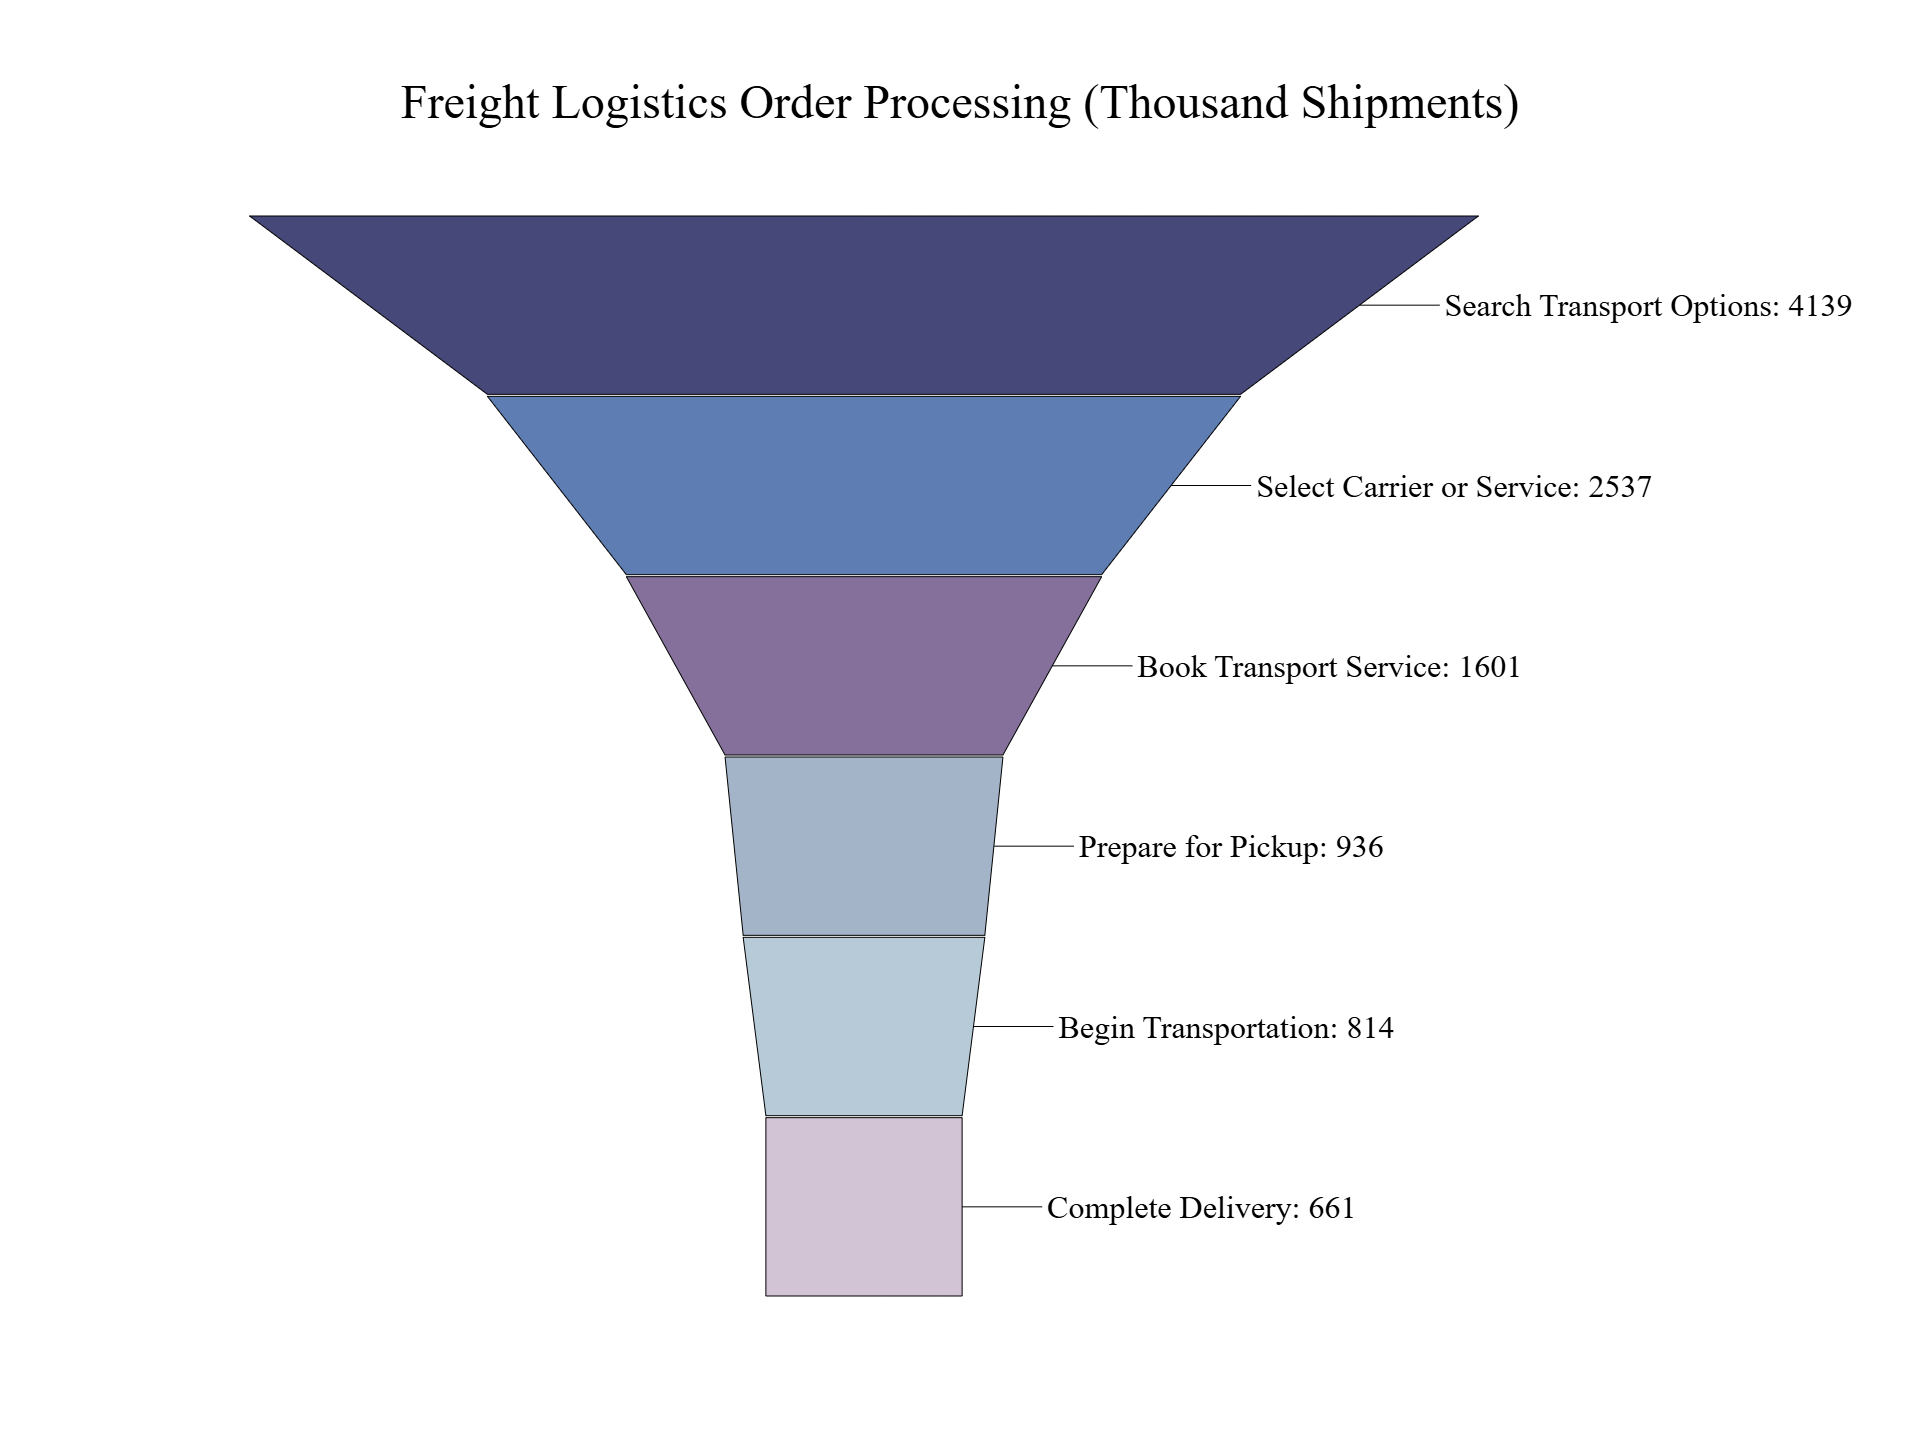 Freight Logistics Order Processing (Thousand Shipments)
Search Transport Options: 4139
Select Carrier or Service: 2537
Book Transport Service: 1601
Prepare for Pickup: 936
Begin Transportation: 814
Complete Delivery: 661